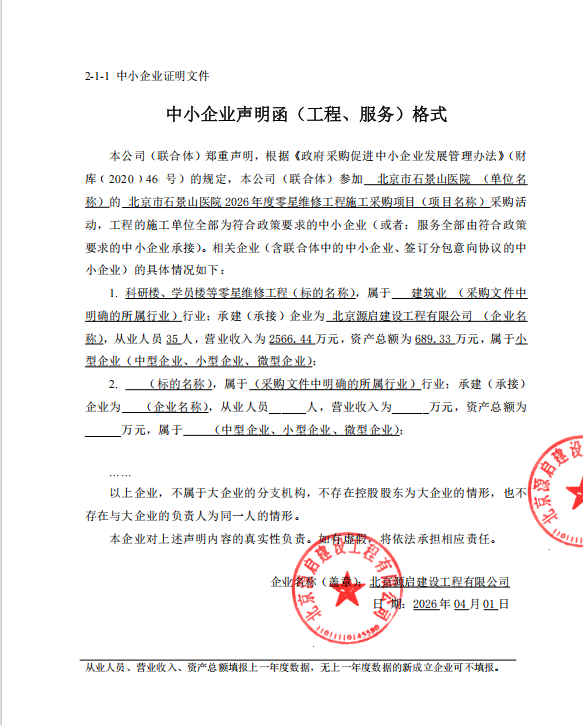 2-1-1 中小企业证明文件
中小企业声明函（工程、服务）格式
本公司（联合体）郑重声明，根据《政府采购促进中小企业发展管理办法》（财
库﹝2020﹞46 号）的规定，本公司（联合体）参加 北京市石景山医院 （单位名
称）的 北京市石景山医院 2026年度零星维修工程施工采购项目（项目名称）采购活
动，工程的施工单位全部为符合政策要求的中小企业（或者：服务全部由符合政策
要求的中小企业承接）。相关企业（含联合体中的中小企业、签订分包意向协议的中
小企业）的具体情况如下：
1. 科研楼、学员楼等零星维修工程（标的名称），属于 建筑业 （采购文件中
明确的所属行业）行业；承建（承接）企业为 北京源启建设工程有限公司 （企业名
称），从业人员 35 人，营业收入为 2566.44 万元，资产总额为 689.33 万元，属于小
型企业（中型企业、小型企业、微型企业）；
2. （标的名称），属于（采购文件中明确的所属行业）行业；承建（承接）
企业为____（企业名称），从业人员______人，营业收入为______万元，资产总额为
______万元，属于____（中型企业、小型企业、微型企业）；
……
以上企业，不属于大企业的分支机构，不存在控股股东为大企业的情形，也不
存在与大企业的负责人为同一人的情形。
本企业对上述声明内容的真实性负责。如有虚假，将依法承担相应责任。
企业名称（盖章）：北京源启建设工程有限公司
日 期：2026 年 04 月 01 日
北京源启建设工程有限公司
11011110145580
北京源启建设
1101111
从业人员、营业收入、资产总额填报上一年度数据，无上一年度数据的新成立企业可不填报。